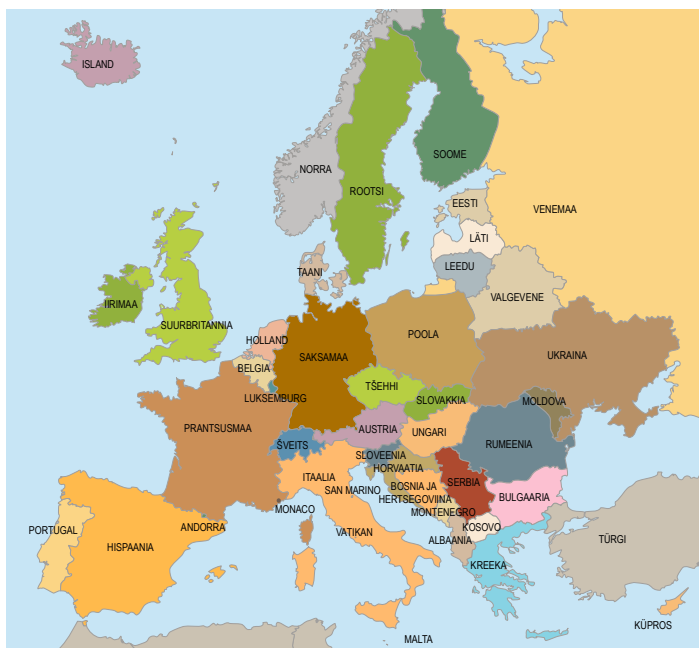 ISLAND
NORRA
ROOTSI
SOOME
EESTI
VENEMAA
LÄTI
LEEDU
TAANI
VALGEVENE
IIRIMAA
SUURBRITANNIA
HOLLAND
POOLA
SAKSAMAA
UKRAINA
BELGIA
TŠEHHI
LUKSEMBURG
SLOVAKKIA
MOLDOVA
PRANTSUSMAA
AUSTRIA
UNGARI
ŠVEITS
RUMEENIA
SLOVEENIA
HORVAATIA
ITAALIA
SERBIA
BOSNIA JA
HERTSEGOVIINA
SAN MARINO
BULGAARIA
MONACO
MONTENEGRO
PORTUGAL
ANDORRA
KOSOVO
VATIKAN
ALBAANIA
TÜRGI
HISPAANIA
KREEKA
KÜPROS
MALTA